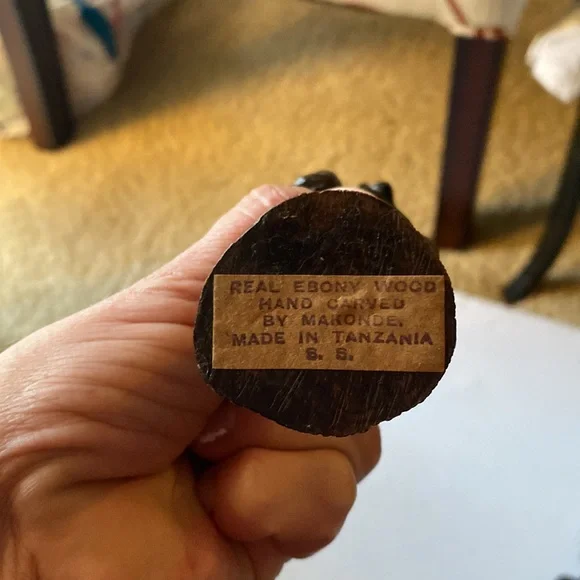 REAL EBONY WOOD
HAND CARVED
BY MAKONDE.
MADE IN TANZANIA
S. S.